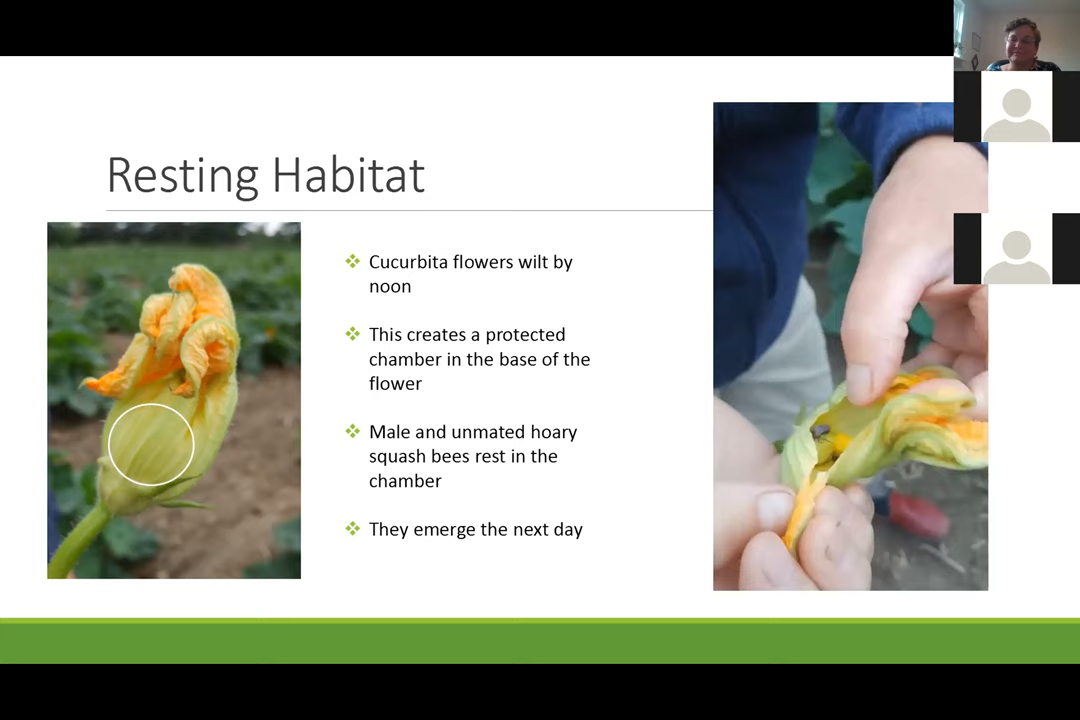 Resting Habitat
Cucurbita flowers wilt by
noon
This creates a protected
chamber in the base of the
flower
Male and unmated hoary
squash bees rest in the
chamber
They emerge the next day